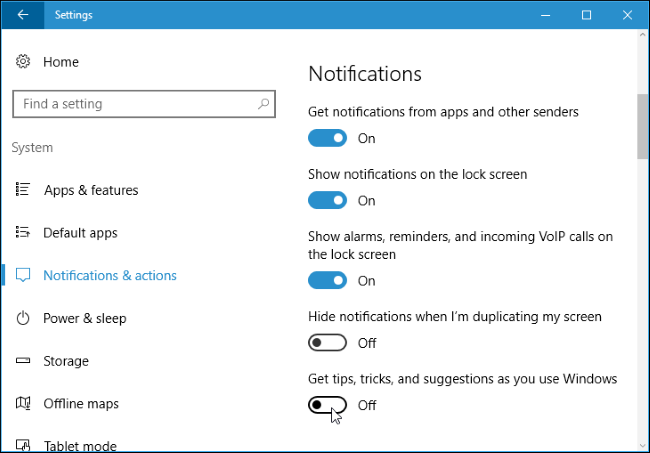 Settings
Home
Find a setting
System
Apps & features
Default apps
Notifications & actions
Power & sleep
Storage
Offline maps
Tablet mode
Notifications
Get notifications from apps and other senders
On
Show notifications on the lock screen
On
Show alarms, reminders, and incoming VoIP calls on
the lock screen
On
Hide notifications when I'm duplicating my screen
Off
Get tips, tricks, and suggestions as you use Windows
Off